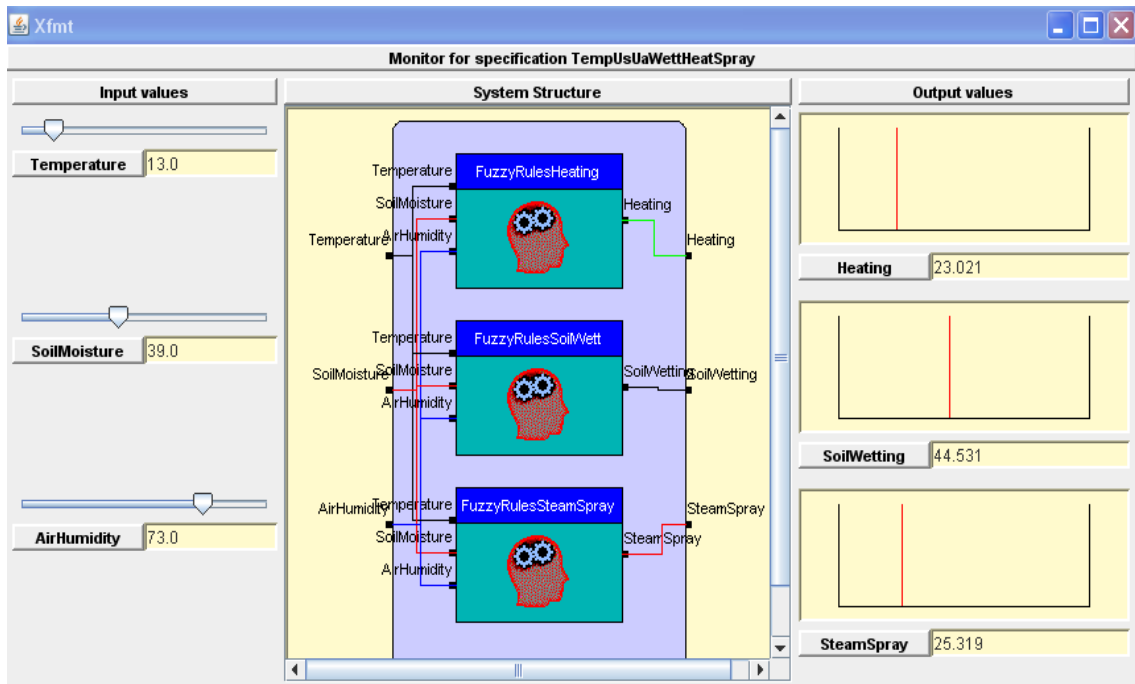 Xfmt
Monitor for specification TempUsUaWettHeatSpray
Input values
System Structure
Output values
Temperature 13.0
SoilMoisture 39.0
AirHumidity 73.0
Temperature
SoilMoisture
AirHumidity
Temperature
SoilMoisture
AirHumidity
FuzzyRulesHeating
Heating
Heating
Temperature
SoilMoisture
AirHumidity
FuzzyRulesSoilWett
SoilWetting
SoilWetting
Temperature
SoilMoisture
AirHumidity
FuzzyRulesSteamSpray
SteamSpray
SteamSpray
Heating 23.021
SoilWetting 44.531
SteamSpray 25.319